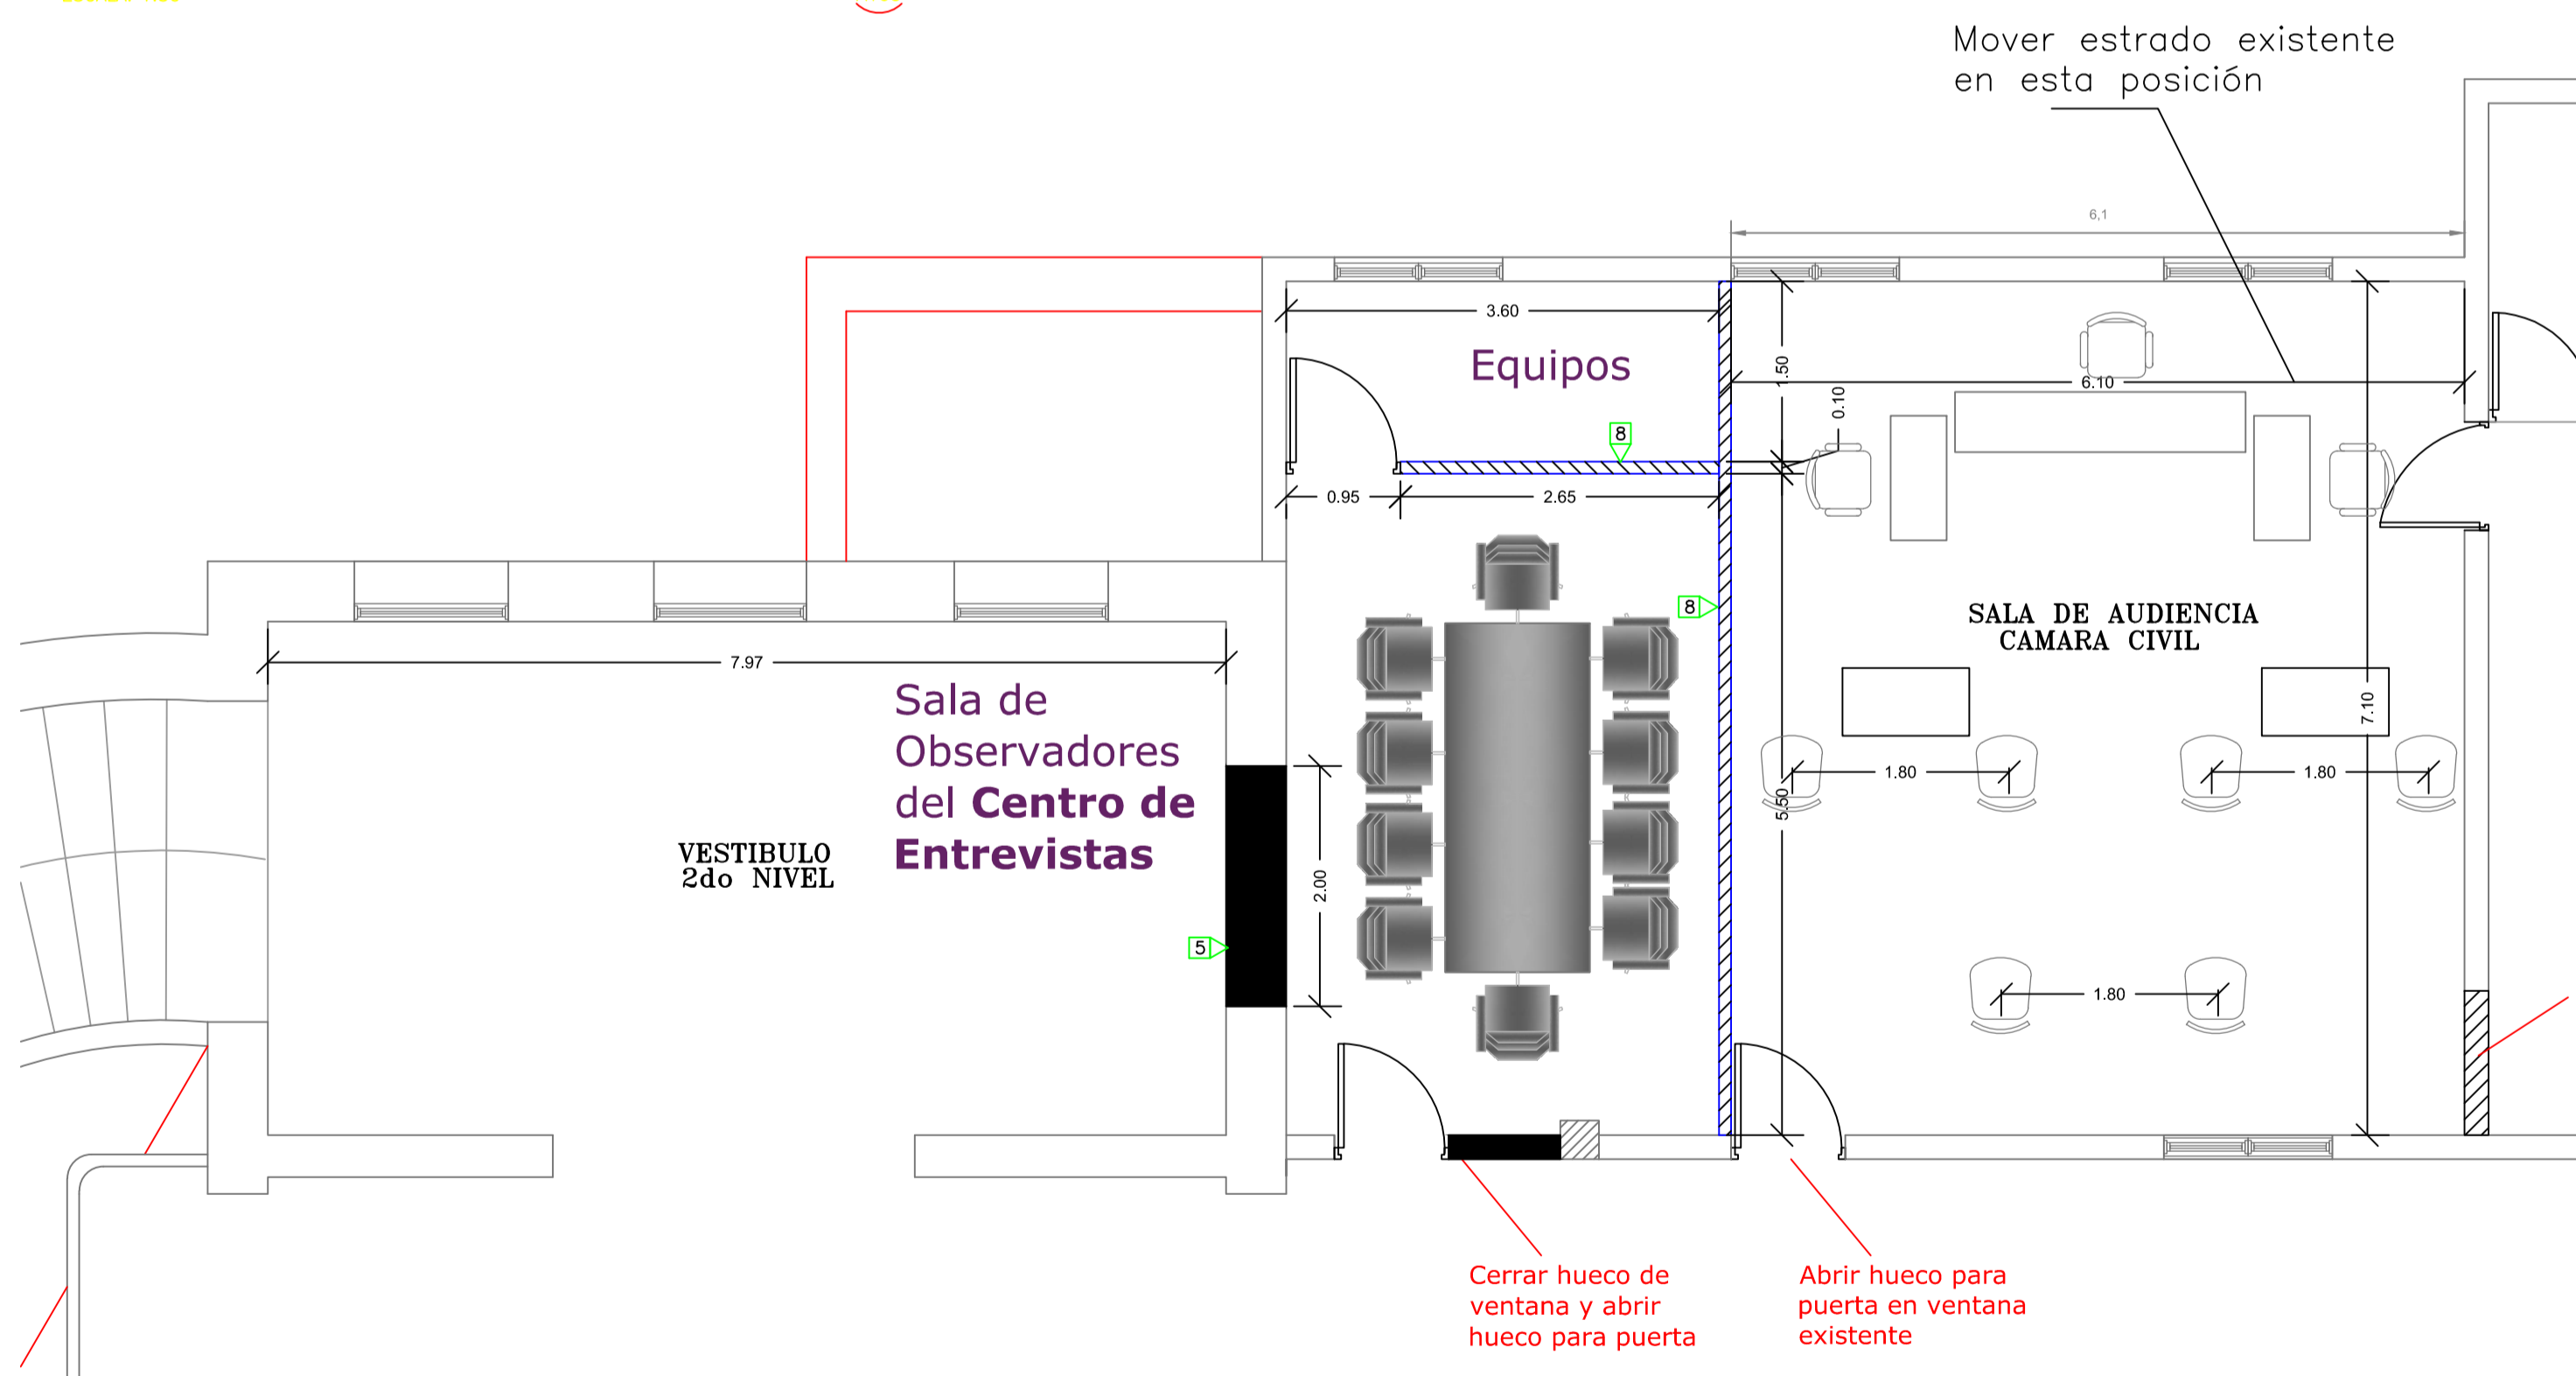 Mover estrado existente
en esta posición
6,1
3.60
Equipos
1.50
6.10
0.10
8
0.95
2.65
8
SALA DE AUDIENCIA
CAMARA CIVIL
7.97
Sala de
Observadores
del Centro de
Entrevistas
VESTIBULO
2do NIVEL
7.10
1.80
1.80
5.50
2.00
5
1.80
Cerrar hueco de
ventana y abrir
hueco para puerta
Abrir hueco para
puerta en ventana
existente